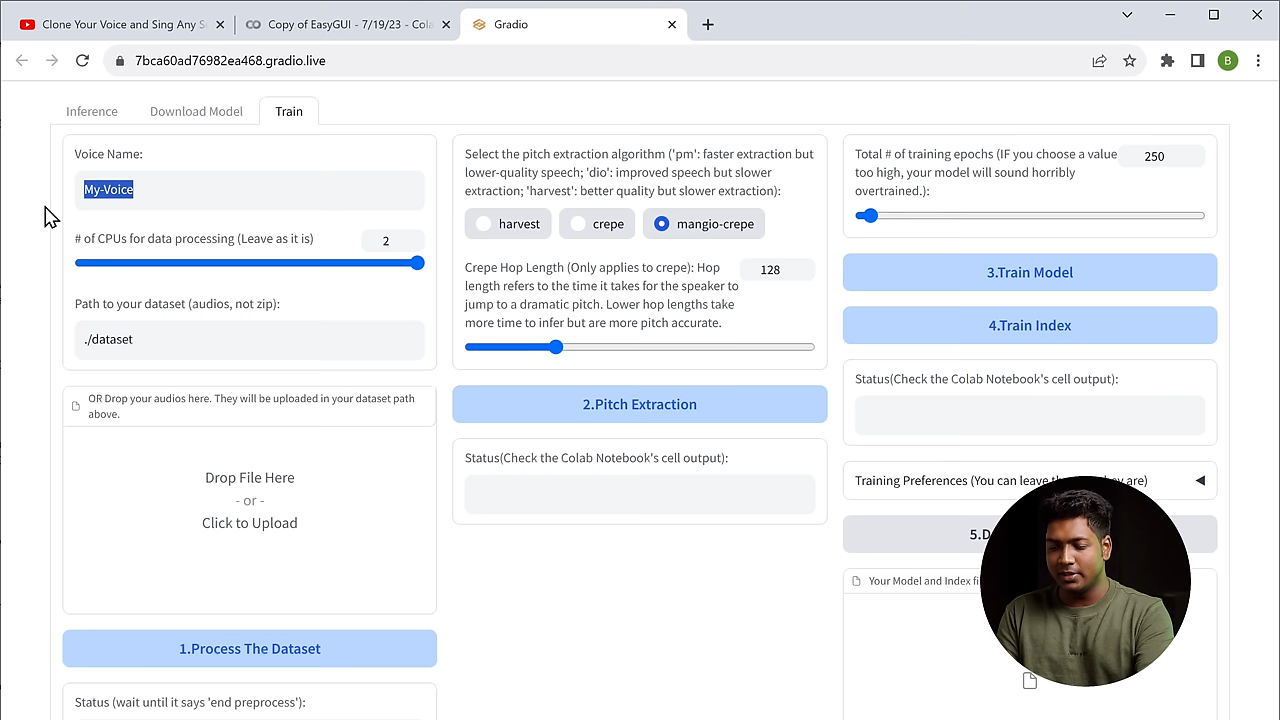 Clone Your Voice and Sing Any S
Copy of EasyGUI - 7/19/23 - Cola
Gradio
7bca60ad76982ea468.gradio.live
B
Inference
Download Model
Train
Voice Name:
My-Voice
# of CPUs for data processing (Leave as it is)
2
Path to your dataset (audios, not zip):
./dataset
OR Drop your audios here. They will be uploaded in your dataset path
above.
Drop File Here
- or -
Click to Upload
1.Process The Dataset
Status (wait until it says 'end preprocess'):
Select the pitch extraction algorithm ('pm': faster extraction but
lower-quality speech; 'dio': improved speech but slower
extraction; 'harvest': better quality but slower extraction):
harvest
crepe
mangio-crepe
Crepe Hop Length (Only applies to crepe): Hop
length refers to the time it takes for the speaker to
jump to a dramatic pitch. Lower hop lengths take
more time to infer but are more pitch accurate.
128
2.Pitch Extraction
Status(Check the Colab Notebook's cell output):
Total # of training epochs (IF you choose a value
too high, your model will sound horribly
overtrained.):
250
3.Train Model
4.Train Index
Status(Check the Colab Notebook's cell output):
Training Preferences (You can leave are)
5.D
Your Model and Index fi